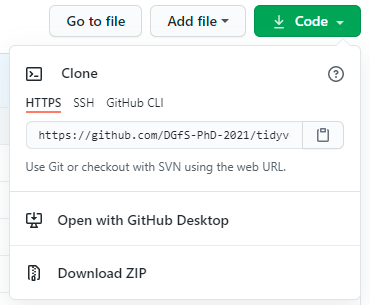 Go to file Add file Code
Clone
HTTPS SSH GitHub CLI
https://github.com/DGfS-PhD-2021/tidyv
Use Git or checkout with SVN using the web URL.
Open with GitHub Desktop
Download ZIP